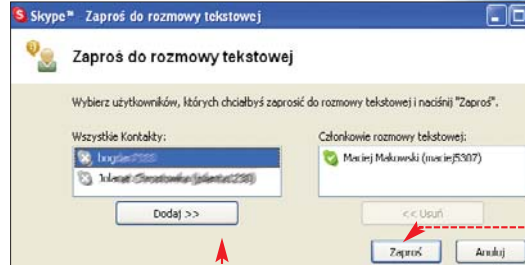 Skype™ Zaproś do rozmowy tekstowej
Zaproś do rozmowy tekstowej
Wybierz użytkowników, których chciałbyś zaprosić do rozmowy tekstowej i naciśnij "Zaproś".
Wszystkie Kontakty:
Członkowie rozmowy tekstowej:
Maciej Makowski (maciej5307)
Dodaj >>
<< Usuń
Zaproś
Anuluj